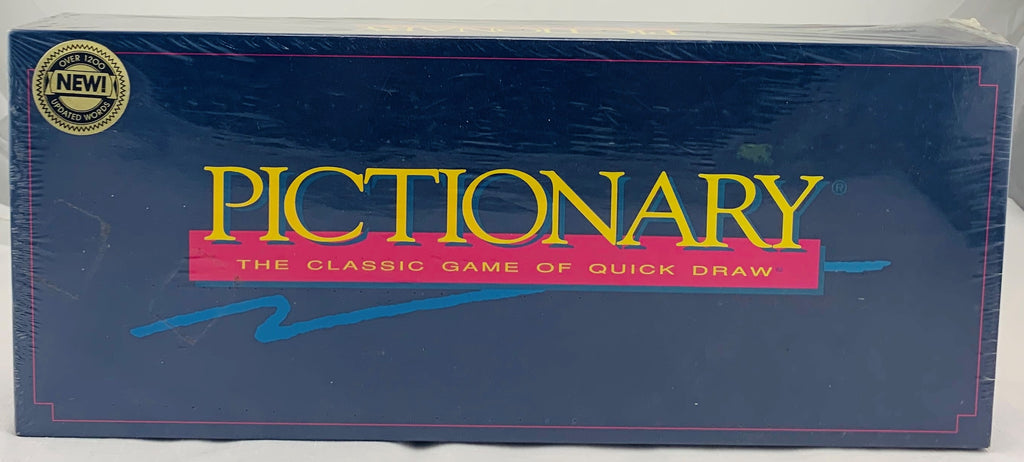 OVER 1200
NEW!
UPDATED WORDS
PICTIONARY®
THE CLASSIC GAME OF QUICK DRAW